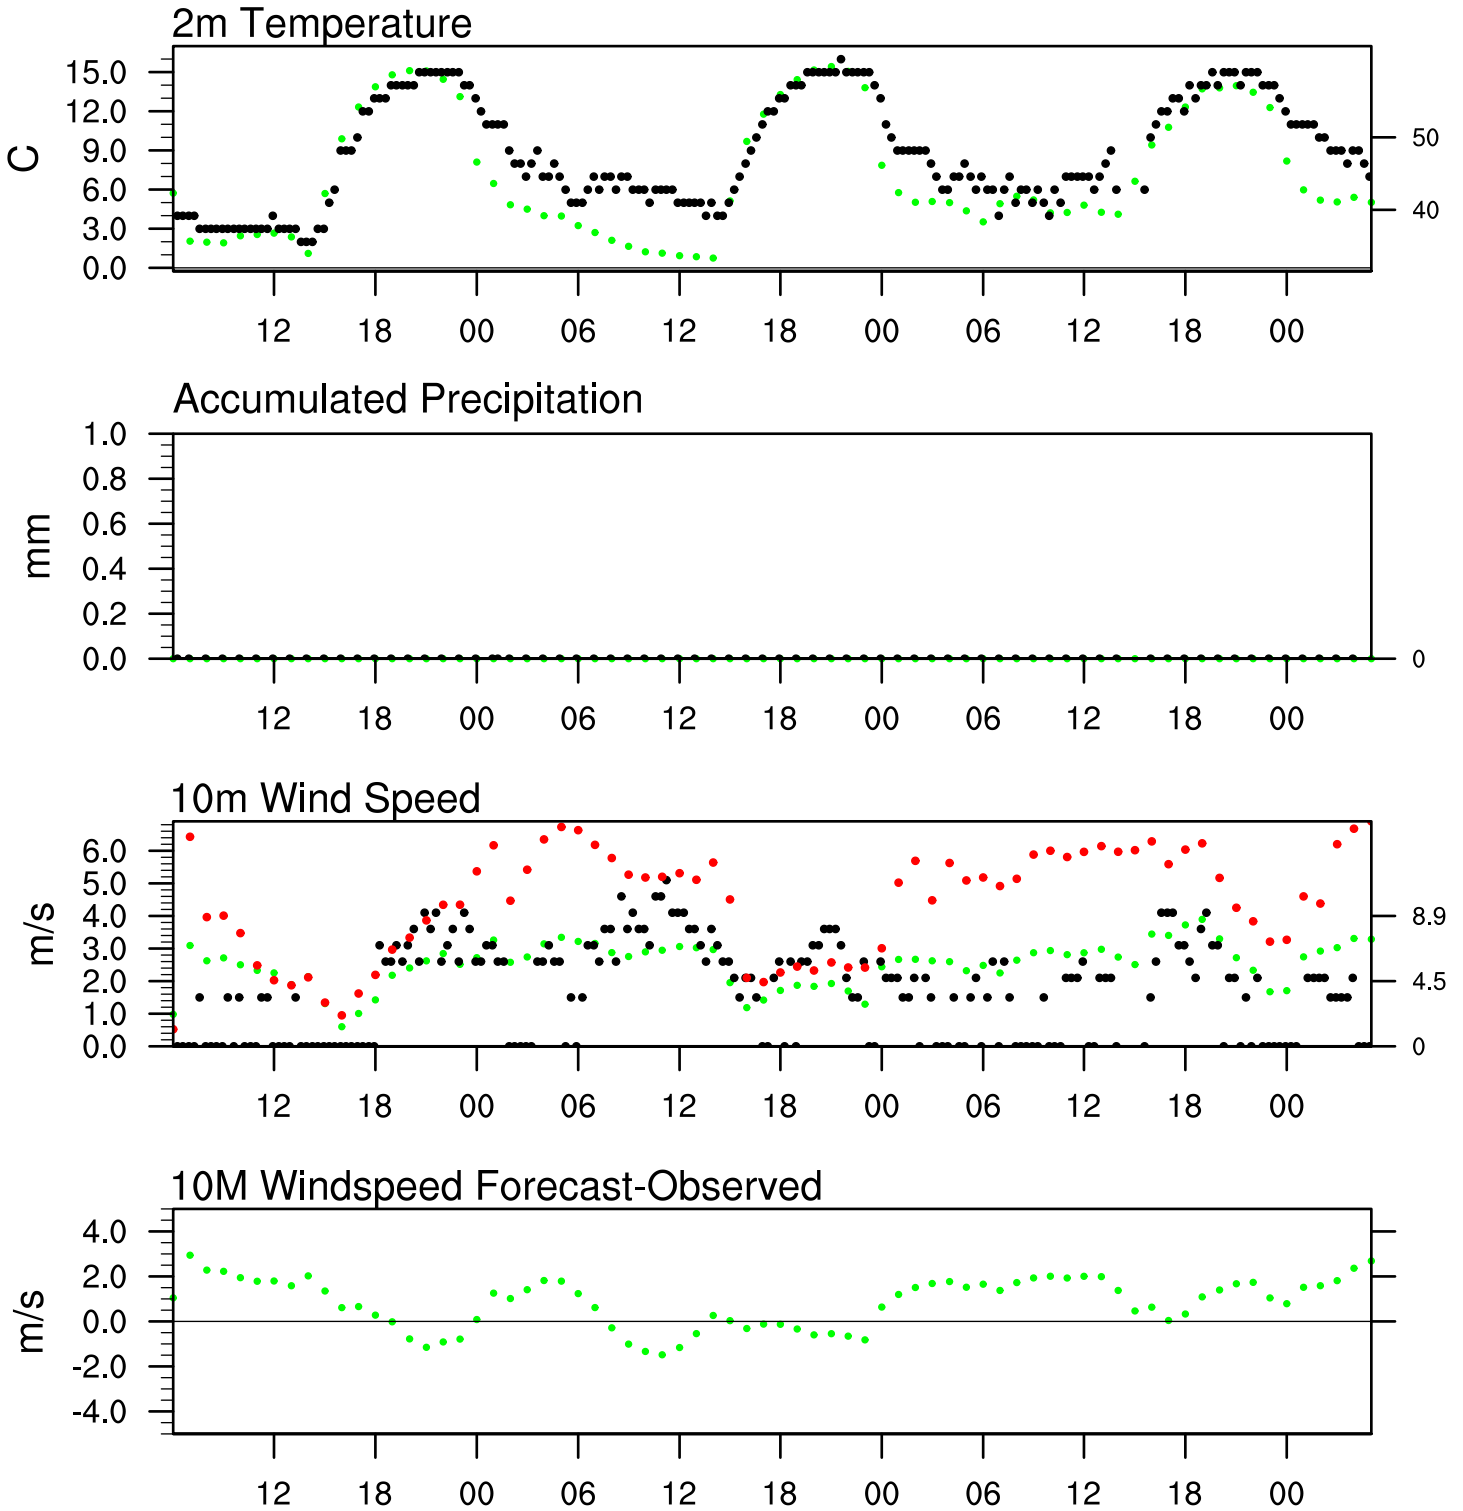 2m Temperature
15.0
12.0
9.0
6.0
3.0
0.0
C
50
40
12 18 00 06 12 18 00 06 12 18 00
Accumulated Precipitation
1.0
0.8
0.6
0.4
0.2
0.0
mm
0
12 18 00 06 12 18 00 06 12 18 00
10m Wind Speed
6.0
5.0
4.0
3.0
2.0
1.0
0.0
m/s
8.9
4.5
0
12 18 00 06 12 18 00 06 12 18 00
10M Windspeed Forecast-Observed
4.0
2.0
0.0
-2.0
-4.0
m/s
12 18 00 06 12 18 00 06 12 18 00